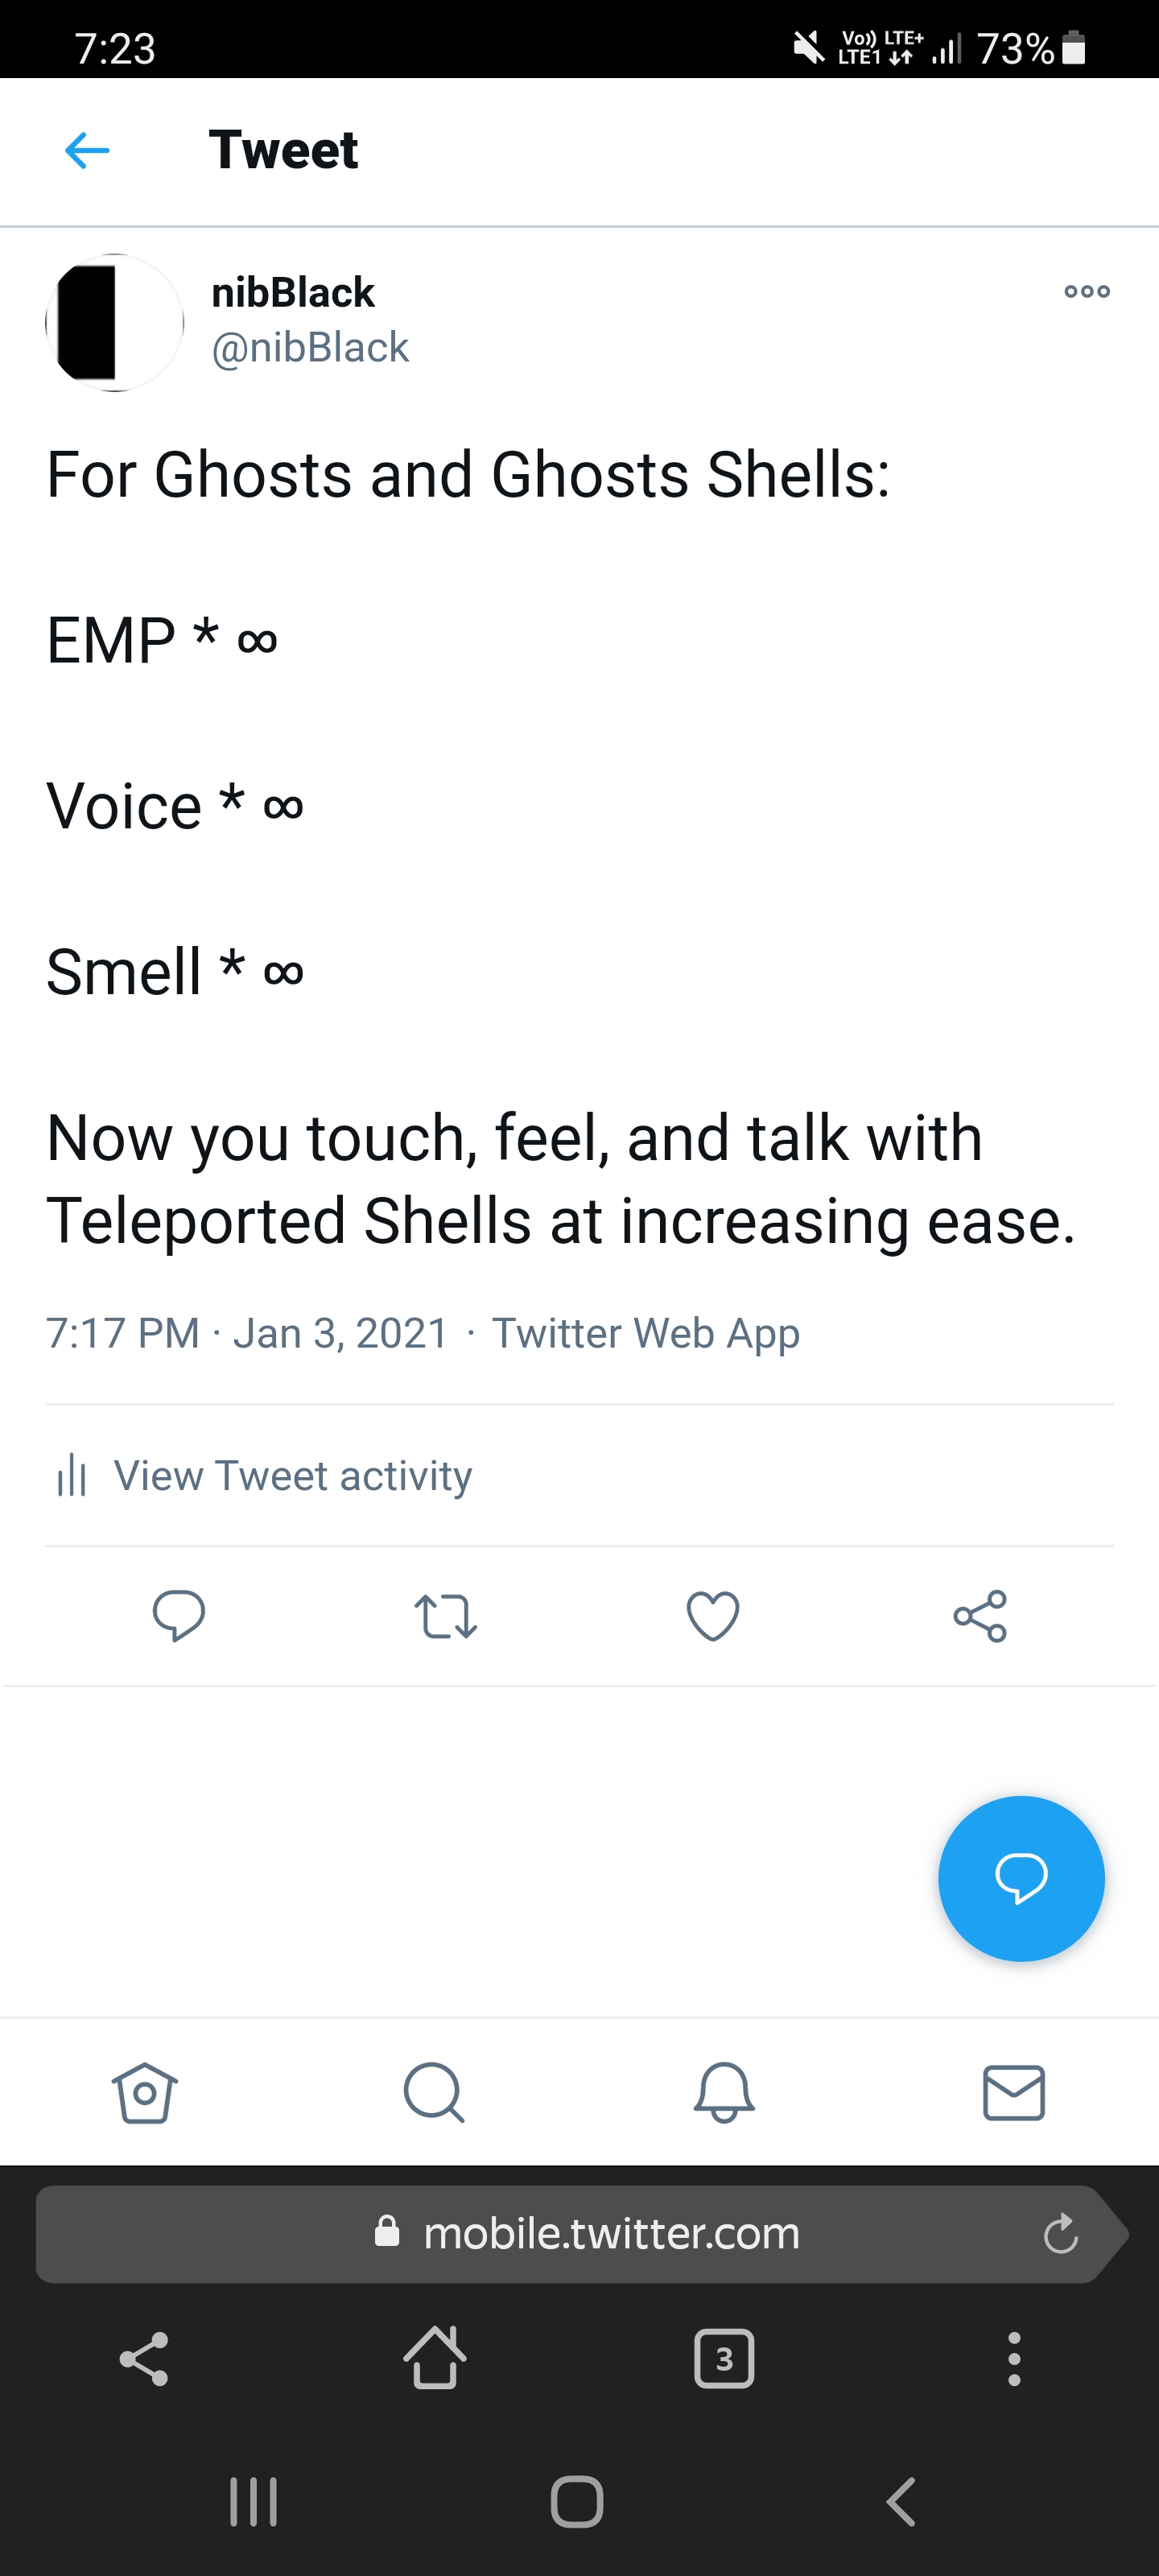 7:23
Vo)) LTE+
LTE1
73%
Tweet
nibBlack
@nibBlack
For Ghosts and Ghosts Shells:
EMP * ∞
Voice * ∞
Smell * ∞
Now you touch, feel, and talk with
Teleported Shells at increasing ease.
7:17 PM · Jan 3, 2021 · Twitter Web App
View Tweet activity
mobile.twitter.com
3